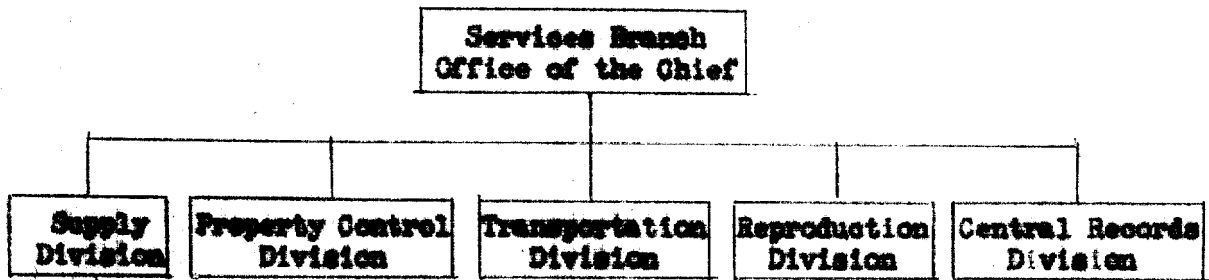 Services Branch
Office of the Chief
Supply
Division
Property Control
Division
Transportation
Division
Reproduction
Division
Central Records
Division